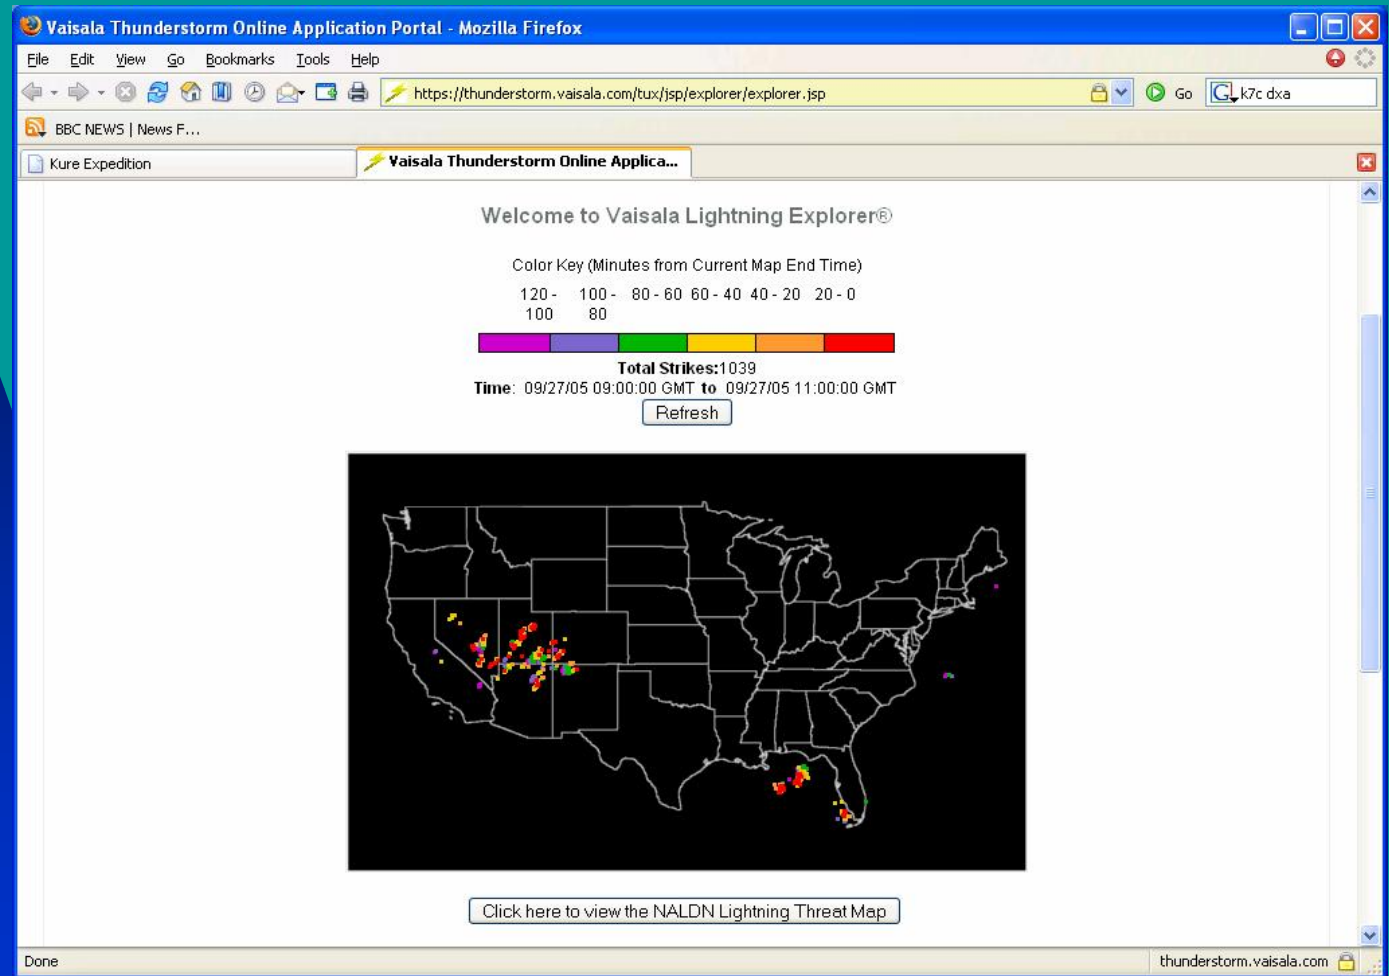 Vaisala Thunderstorm Online Application Portal - Mozilla Firefox
File Edit View Go Bookmarks Tools Help
https://thunderstorm.vaisala.com/tux/jsp/explorer/explorer.jsp Go G k7c dxa
BBC NEWS | News F...
Kure Expedition Vaisala Thunderstorm Online Applica...
Welcome to Vaisala Lightning Explorer®
Color Key (Minutes from Current Map End Time)
120 - 100 - 80 - 60 60 - 40 40 - 20 20 - 0
100 80
Total Strikes:1039
Time: 09/27/05 09:00:00 GMT to 09/27/05 11:00:00 GMT
Refresh
Click here to view the NALDN Lightning Threat Map
Done thunderstorm.vaisala.com